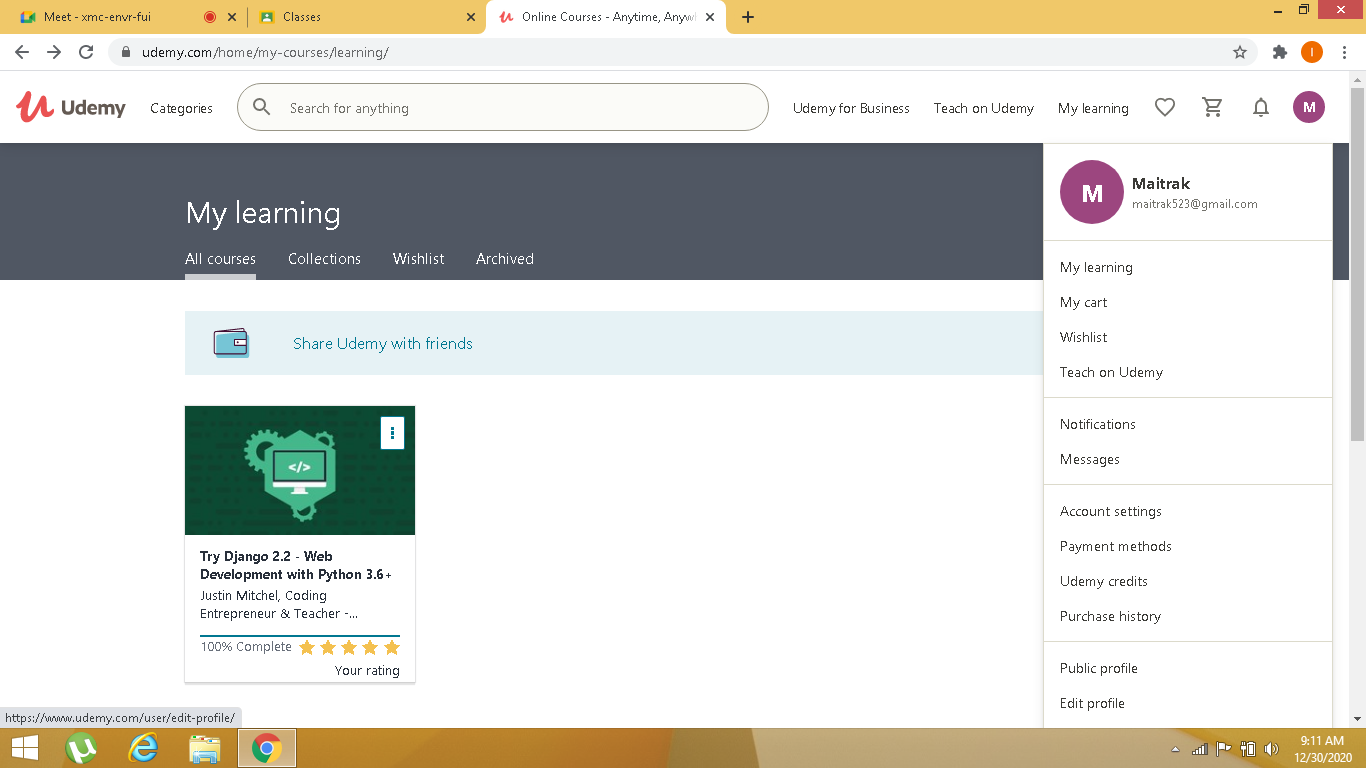 Meet - xmc-envr-fui
Classes
Online Courses - Anytime, Anywh
udemy.com/home/my-courses/learning/
I
Udemy
Categories
Search for anything
Udemy for Business
Teach on Udemy
My learning
M
My learning
All courses
Collections
Wishlist
Archived
M
Maitrak
maitrak523@gmail.com
My learning
My cart
Wishlist
Teach on Udemy
Notifications
Messages
Account settings
Payment methods
Udemy credits
Purchase history
Public profile
Edit profile
Share Udemy with friends
</>
Try Django 2.2 - Web
Development with Python 3.6+
Justin Mitchel, Coding
Entrepreneur & Teacher -...
100% Complete
Your rating
https://www.udemy.com/user/edit-profile/
9:11 AM
12/30/2020